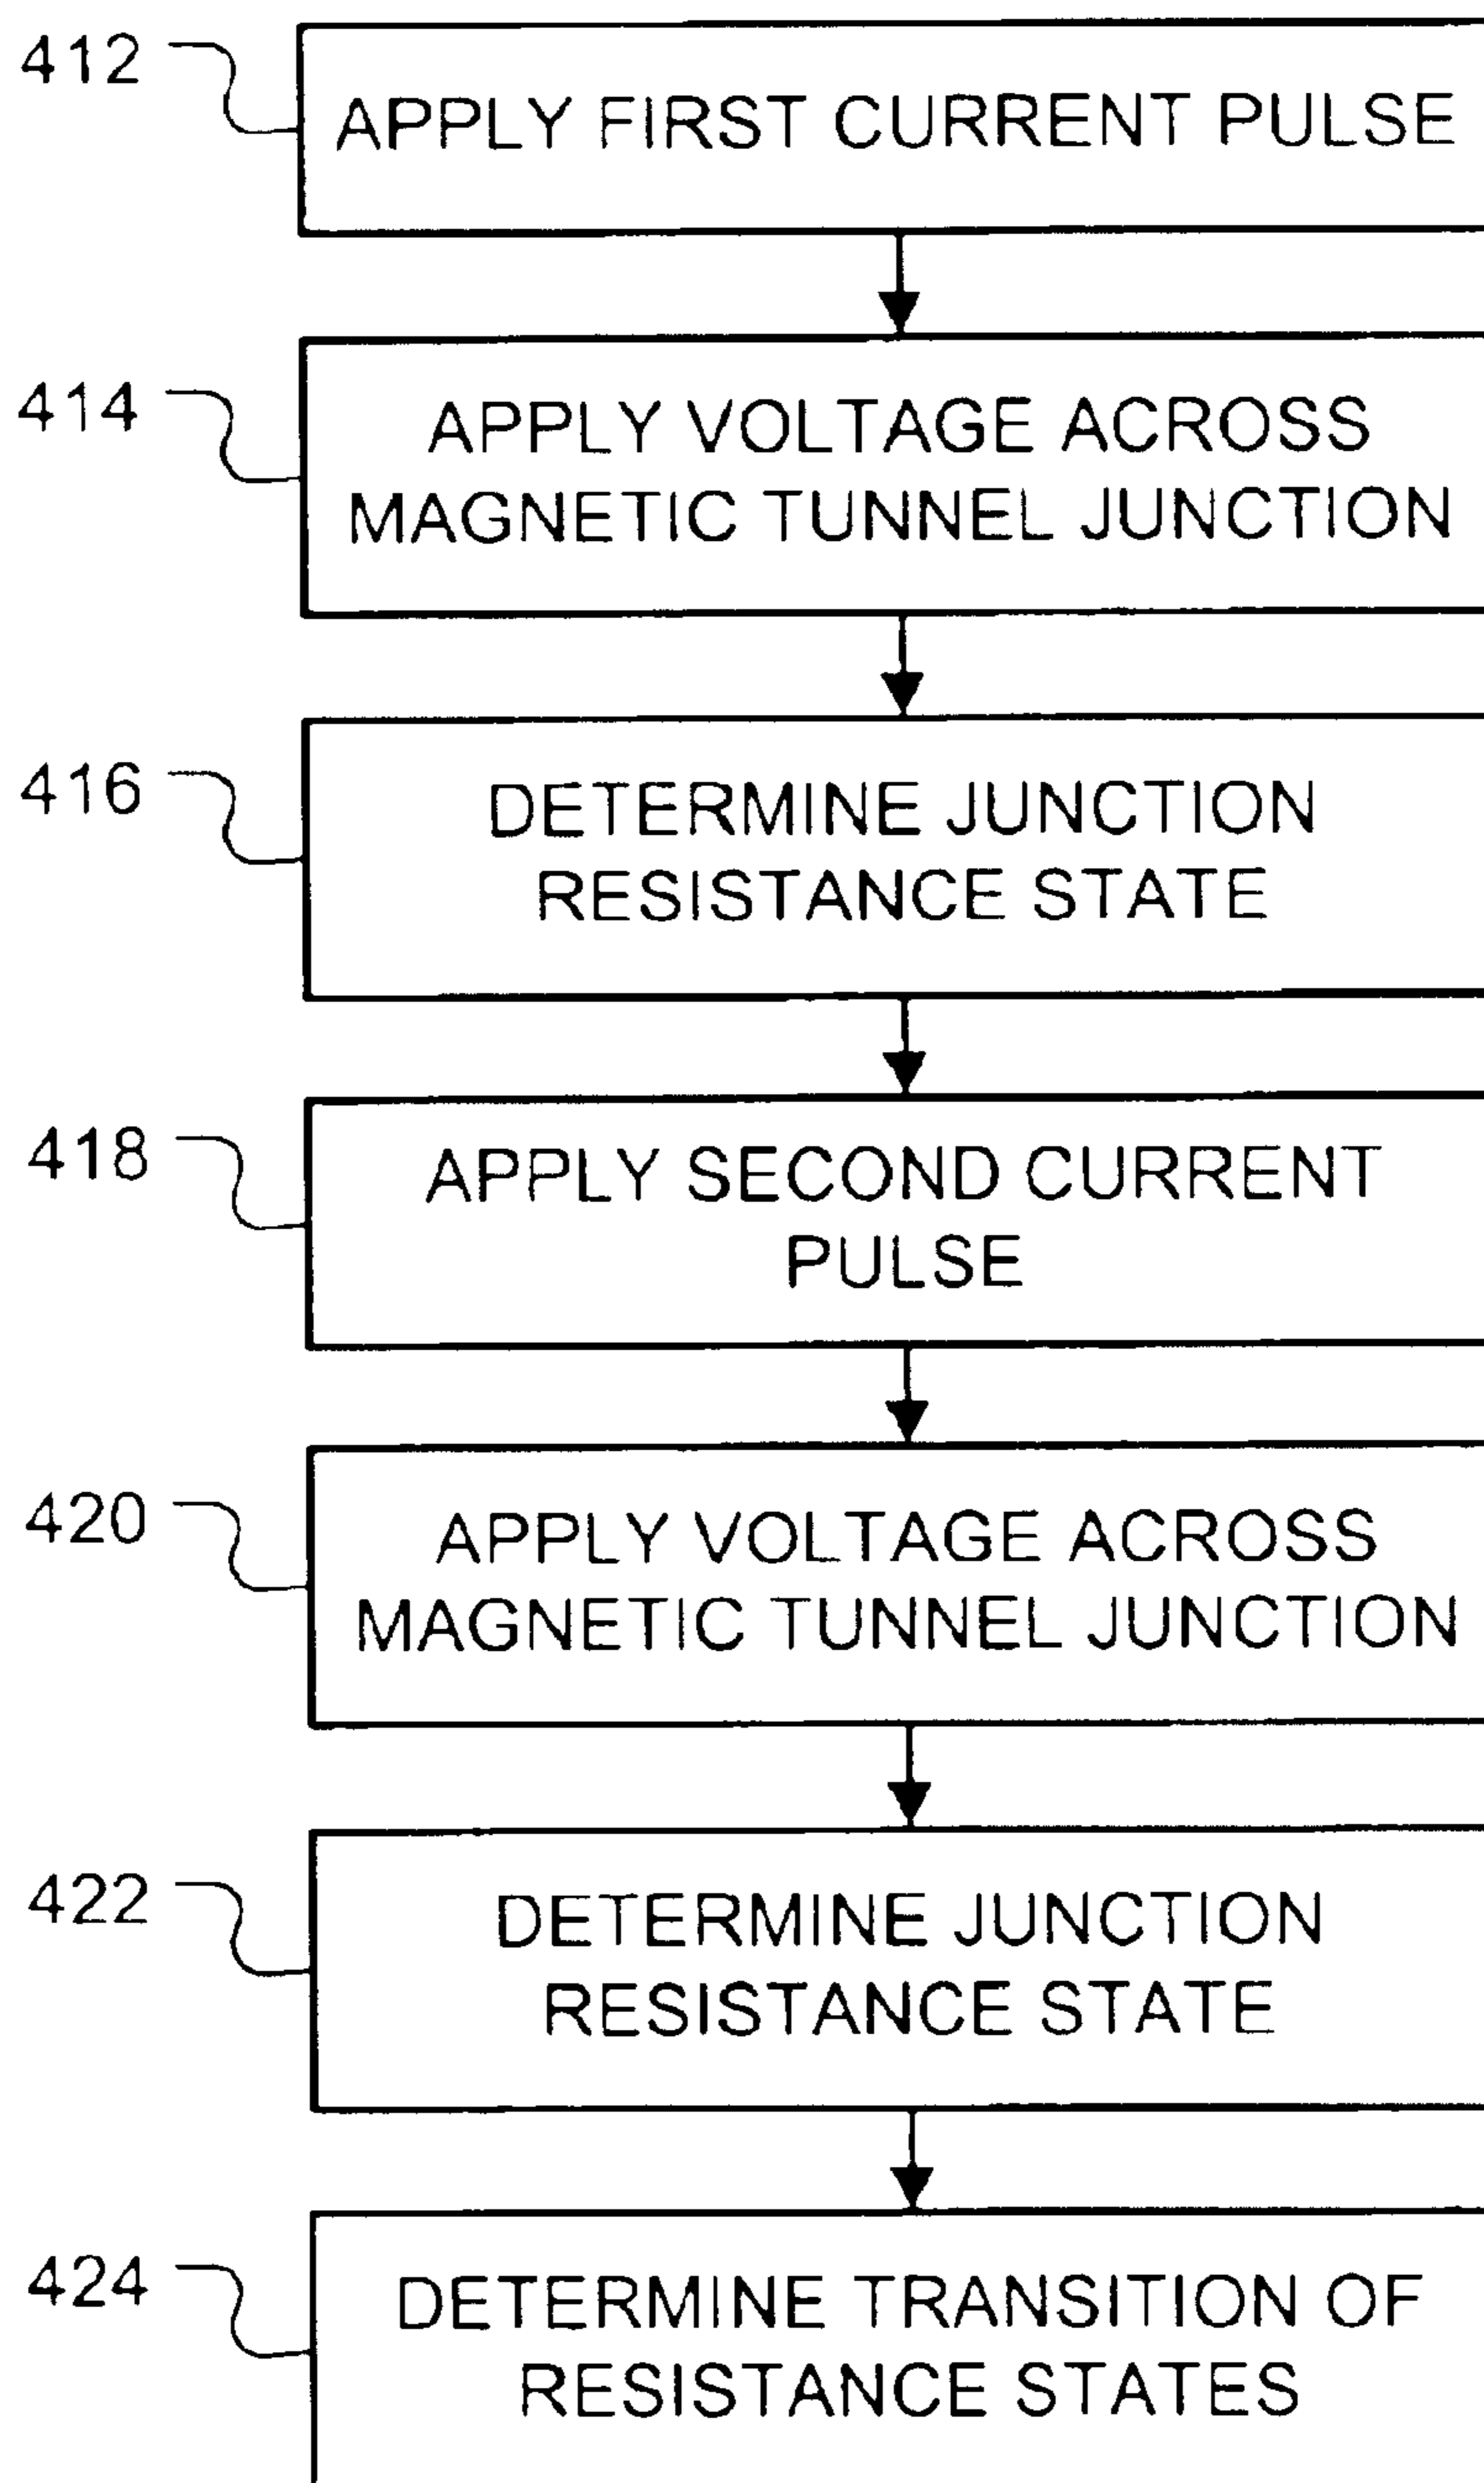 412
APPLY FIRST CURRENT PULSE
414
APPLY VOLTAGE ACROSS
MAGNETIC TUNNEL JUNCTION
416
DETERMINE JUNCTION
RESISTANCE STATE
418
APPLY SECOND CURRENT
PULSE
420
APPLY VOLTAGE ACROSS
MAGNETIC TUNNEL JUNCTION
422
DETERMINE JUNCTION
RESISTANCE STATE
424
DETERMINE TRANSITION OF
RESISTANCE STATES